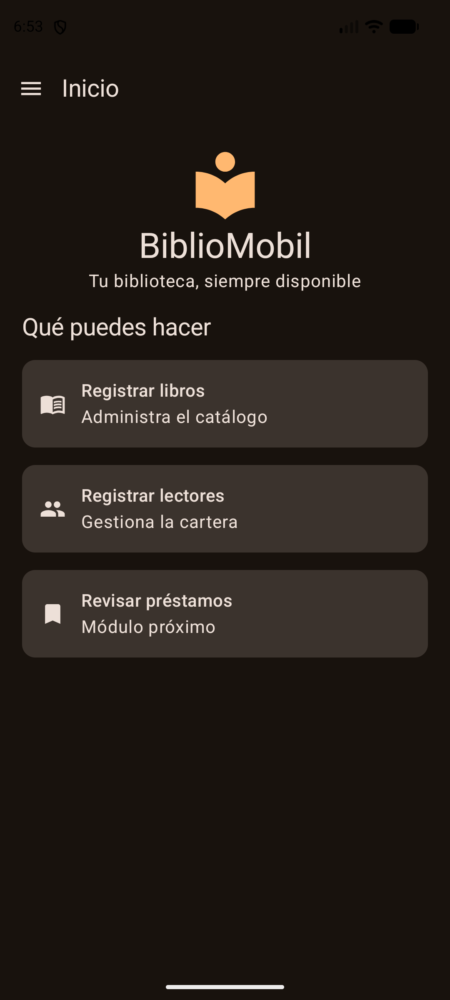 6:53
Inicio
BiblioMobil
Tu biblioteca, siempre disponible
Qué puedes hacer
Registrar libros
Administra el catálogo
Registrar lectores
Gestiona la cartera
Revisar préstamos
Módulo próximo